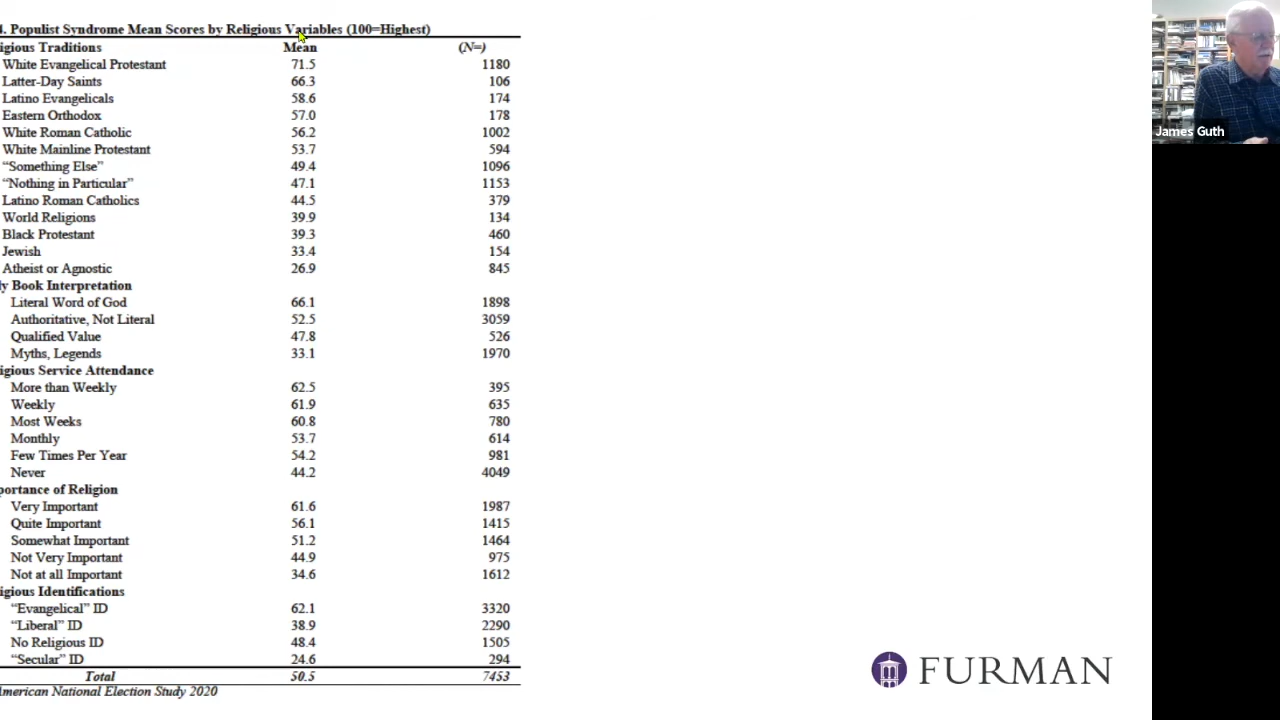 4. Populist Syndrome Mean Scores by Religious Variables (100=Highest)
igious Traditions Mean (N=)
White Evangelical Protestant 71.5 1180
Latter-Day Saints 66.3 106
Latino Evangelicals 58.6 174
Eastern Orthodox 57.0 178
White Roman Catholic 56.2 1002
White Mainline Protestant 53.7 594
“Something Else” 49.4 1096
“Nothing in Particular” 47.1 1153
Latino Roman Catholics 44.5 379
World Religions 39.9 134
Black Protestant 39.3 460
Jewish 33.4 154
Atheist or Agnostic 26.9 845
ly Book Interpretation
Literal Word of God 66.1 1898
Authoritative, Not Literal 52.5 3059
Qualified Value 47.8 526
Myths, Legends 33.1 1970
igious Service Attendance
More than Weekly 62.5 395
Weekly 61.9 635
Most Weeks 60.8 780
Monthly 53.7 614
Few Times Per Year 54.2 981
Never 44.2 4049
portance of Religion
Very Important 61.6 1987
Quite Important 56.1 1415
Somewhat Important 51.2 1464
Not Very Important 44.9 975
Not at all Important 34.6 1612
igious Identifications
“Evangelical” ID 62.1 3320
“Liberal” ID 38.9 2290
No Religious ID 48.4 1505
“Secular” ID 24.6 294
Total 50.5 7453
American National Election Study 2020
James Guth
FURMAN